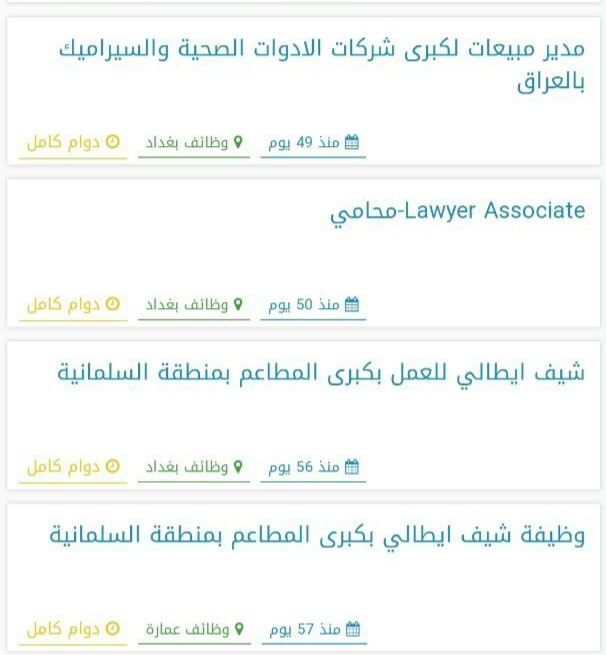 مدير مبيعات لكبرى شركات الادوات الصحية والسيراميك
بالعراق
منذ 49 يوم وظائف بغداد دوام كامل
Lawyer Associate-محامي
منذ 50 يوم وظائف بغداد دوام كامل
شيف ايطالي للعمل بكبرى المطاعم بمنطقة السلمانية
منذ 56 يوم وظائف بغداد دوام كامل
وظيفة شيف ايطالي بكبرى المطاعم بمنطقة السلمانية
منذ 57 يوم وظائف عمارة دوام كامل